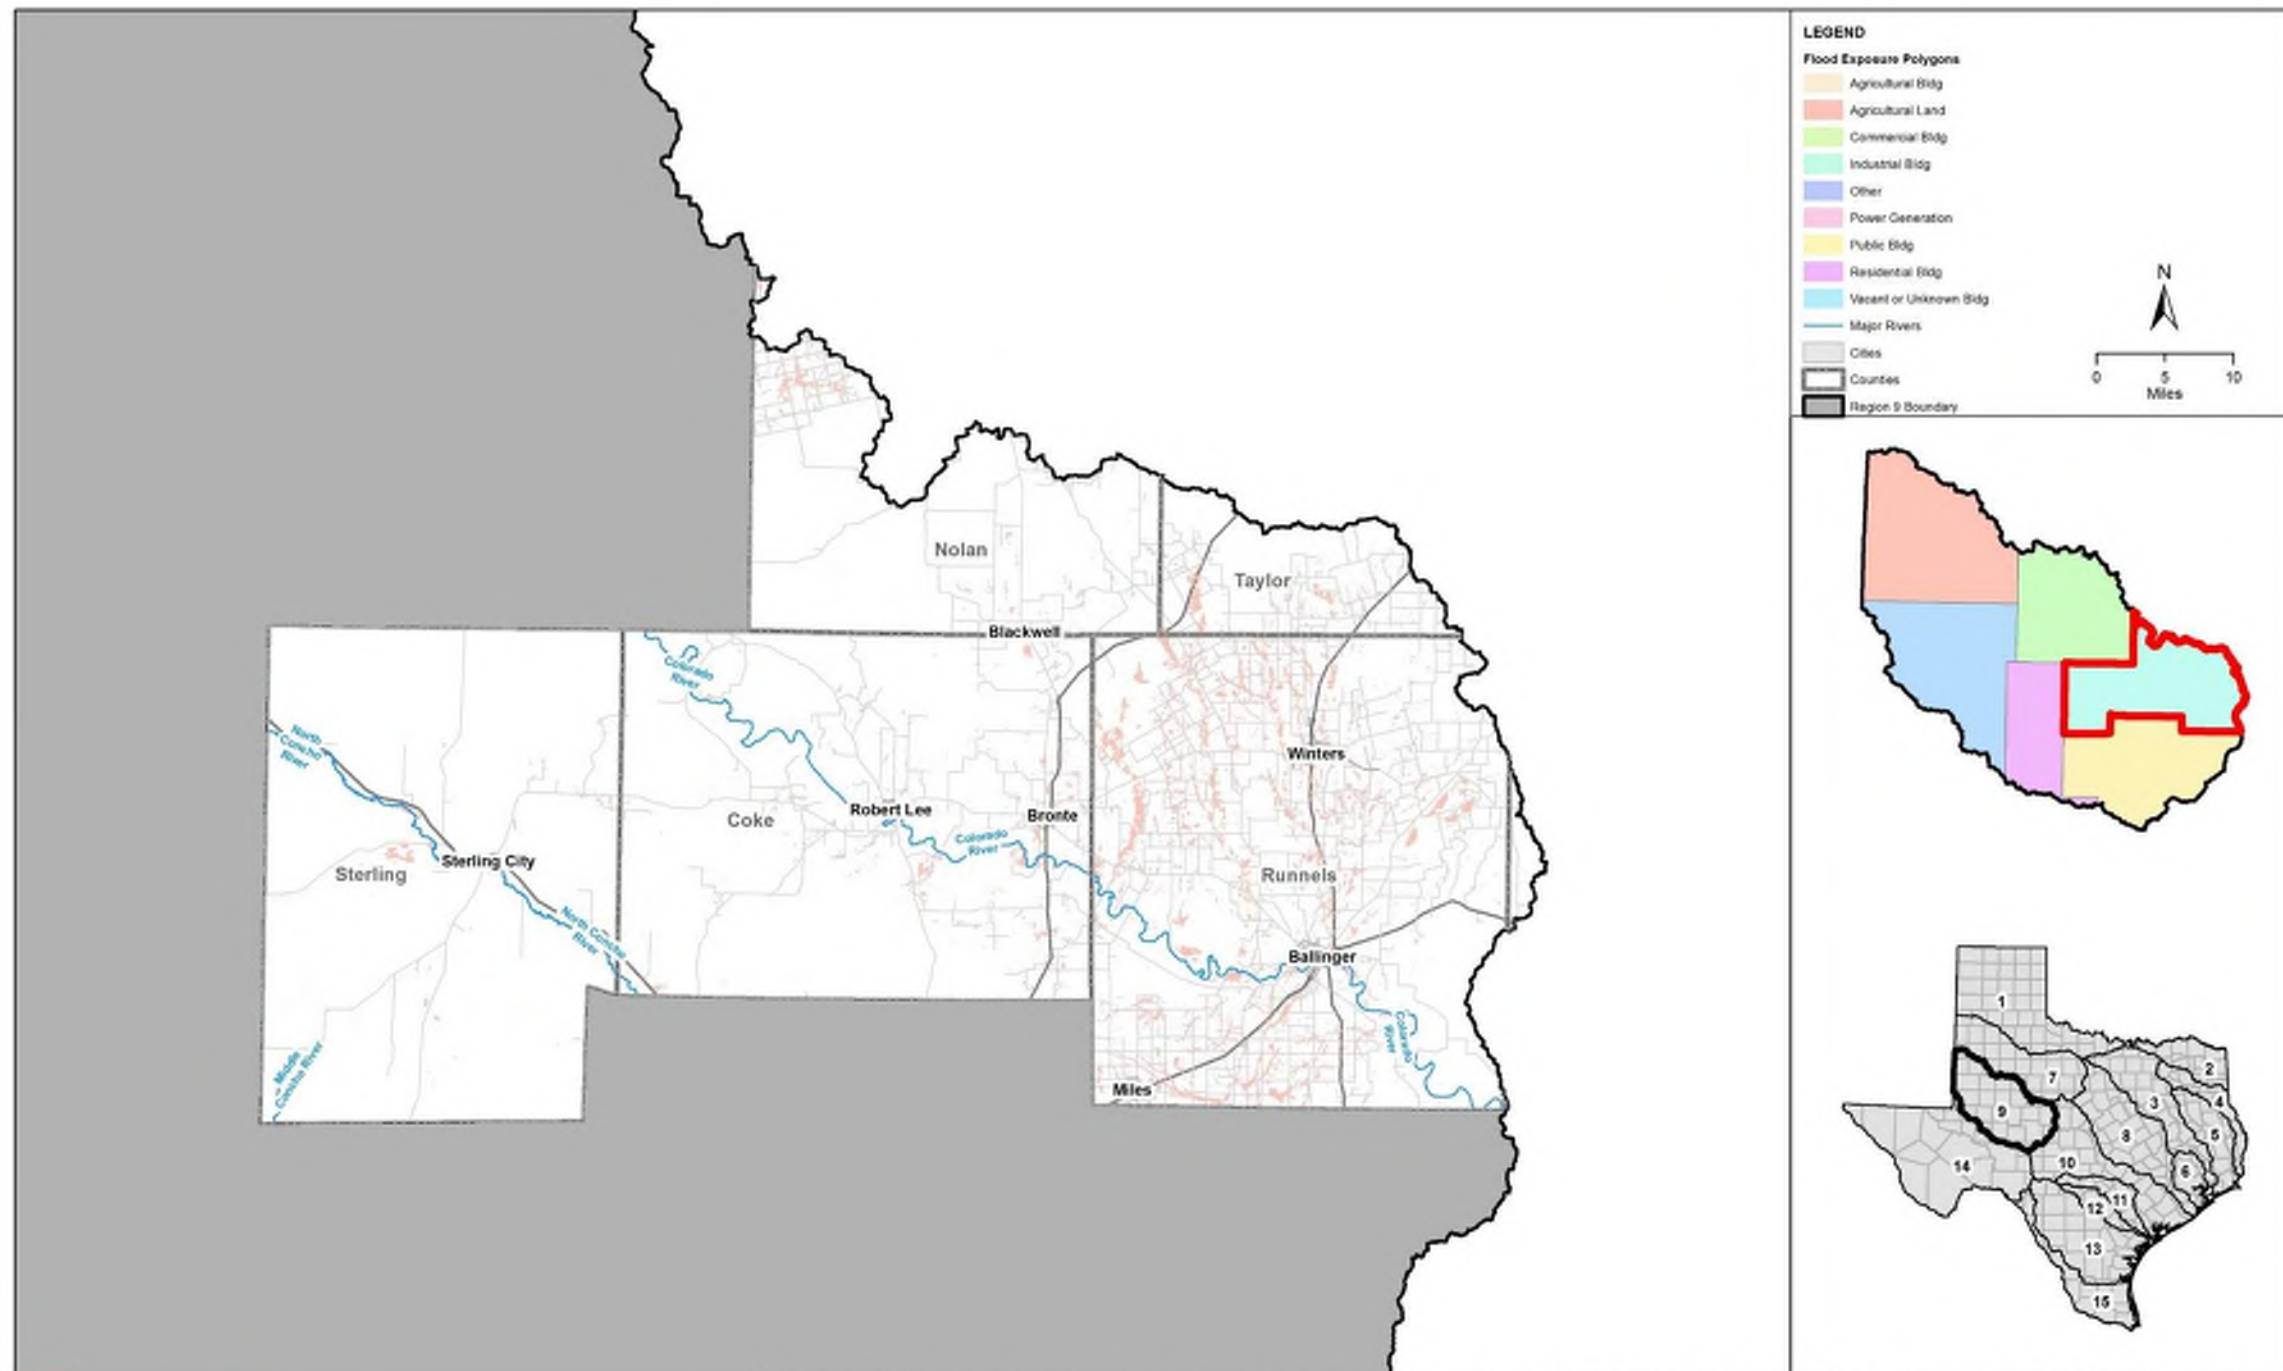 LEGEND
Flood Exposure Polygons
Agricultural Bldg
Agricultural Land
Commercial Bldg
Industrial Bldg
Other
Power Generation
Public Bldg
Residential Bldg
Vacant or Unknown Bldg
Major Rivers
Cities
Counties
Region 9 Boundary
N
0 5 10
Miles
Nolan
Taylor
Blackwell
Colorado
River
North
Concho
River
Winters
Robert Lee
Coke
Bronte
Colorado
River
Sterling City
Sterling
Runnels
North Concho
River
Ballinger
Colorado
River
Middle
Concho River
Miles
1
2
7
3
4
9
8
5
14
10
6
11
12
13
15